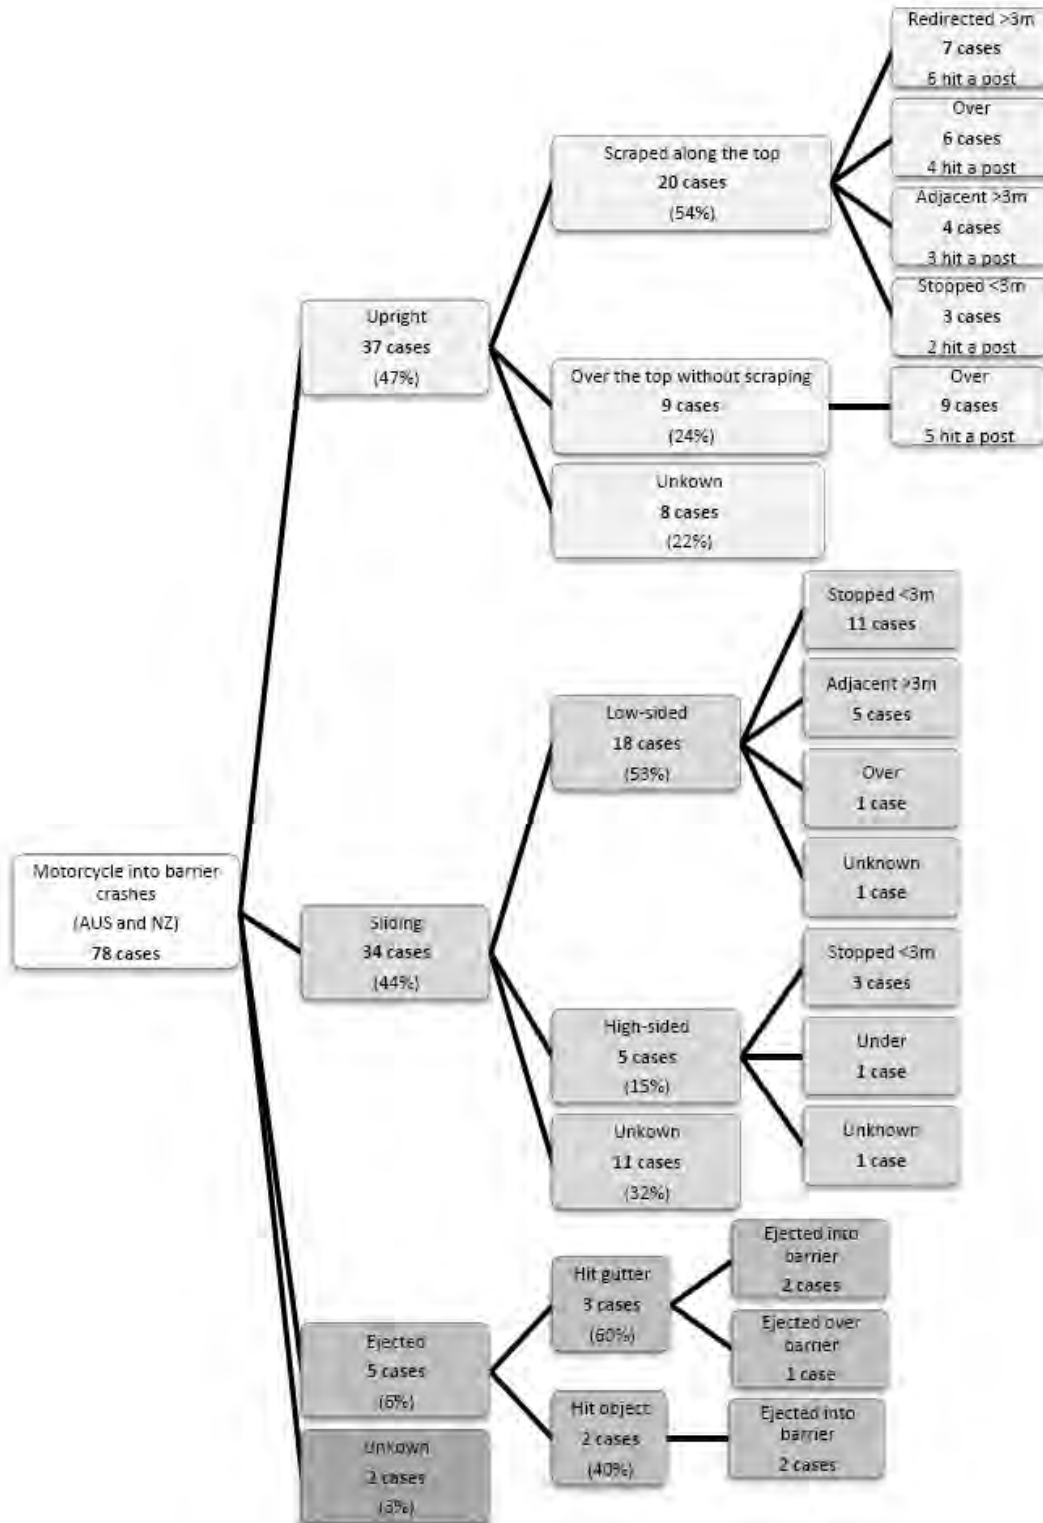 Motorcycle into barrier
crashes
(AUS and NZ)
78 cases
Upright
37 cases
(47%)
Scraped along the top
20 cases
(54%)
Redirected >3m
7 cases
6 hit a post
Over
6 cases
4 hit a post
Adjacent >3m
4 cases
3 hit a post
Stopped <3m
3 cases
2 hit a post
Over the top without scraping
9 cases
(24%)
Over
9 cases
5 hit a post
Unkown
8 cases
(22%)
Sliding
34 cases
(44%)
Low-sided
18 cases
(53%)
Stopped <3m
11 cases
Adjacent >3m
5 cases
Over
1 case
Unknown
1 case
High-sided
5 cases
(15%)
Stopped <3m
3 cases
Under
1 case
Unknown
1 case
Unkown
11 cases
(32%)
Ejected
5 cases
(6%)
Hit gutter
3 cases
(60%)
Ejected into
barrier
2 cases
Ejected over
barrier
1 case
Hit object
2 cases
(40%)
Ejected into
barrier
2 cases
Unkown
2 cases
(3%)